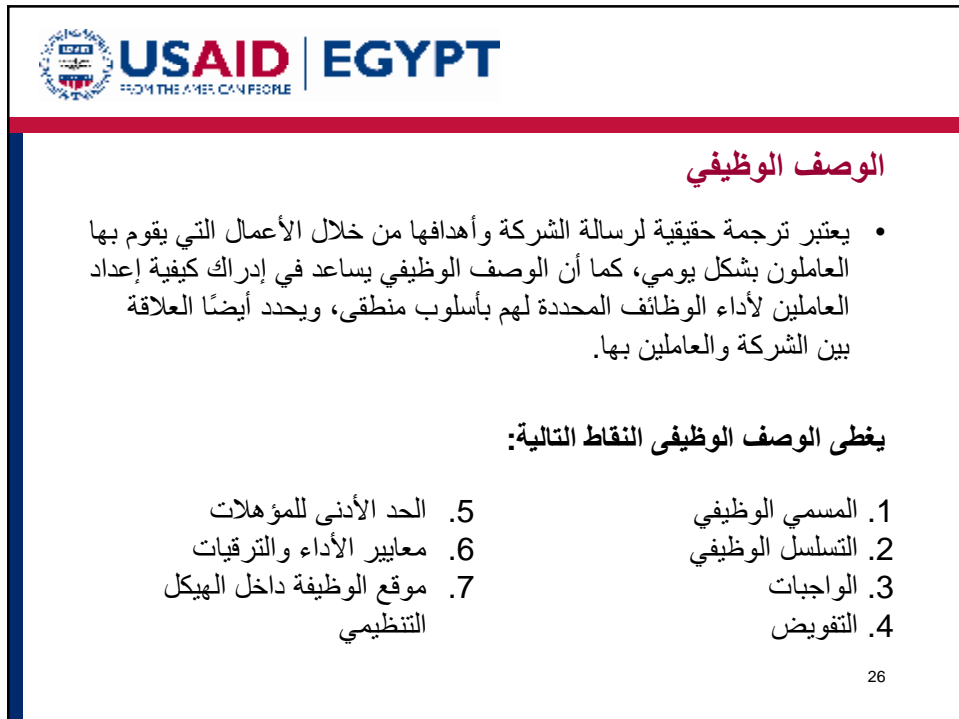 USAID
USAID | EGYPT
FROM THE AMERICAN PEOPLE
الوصف الوظيفي
• يعتبر ترجمة حقيقية لرسالة الشركة وأهدافها من خلال الأعمال التي يقوم بها
العاملون بشكل يومي، كما أن الوصف الوظيفي يساعد في إدراك كيفية إعداد
العاملين لأداء الوظائف المحددة لهم بأسلوب منطقى، ويحدد أيضًا العلاقة
بين الشركة والعاملين بها.
يغطى الوصف الوظيفى النقاط التالية:
1. المسمي الوظيفي
2. التسلسل الوظيفي
3. الواجبات
4. التفويض
5. الحد الأدنى للمؤهلات
6. معايير الأداء والترقيات
7. موقع الوظيفة داخل الهيكل
التنظيمي
26